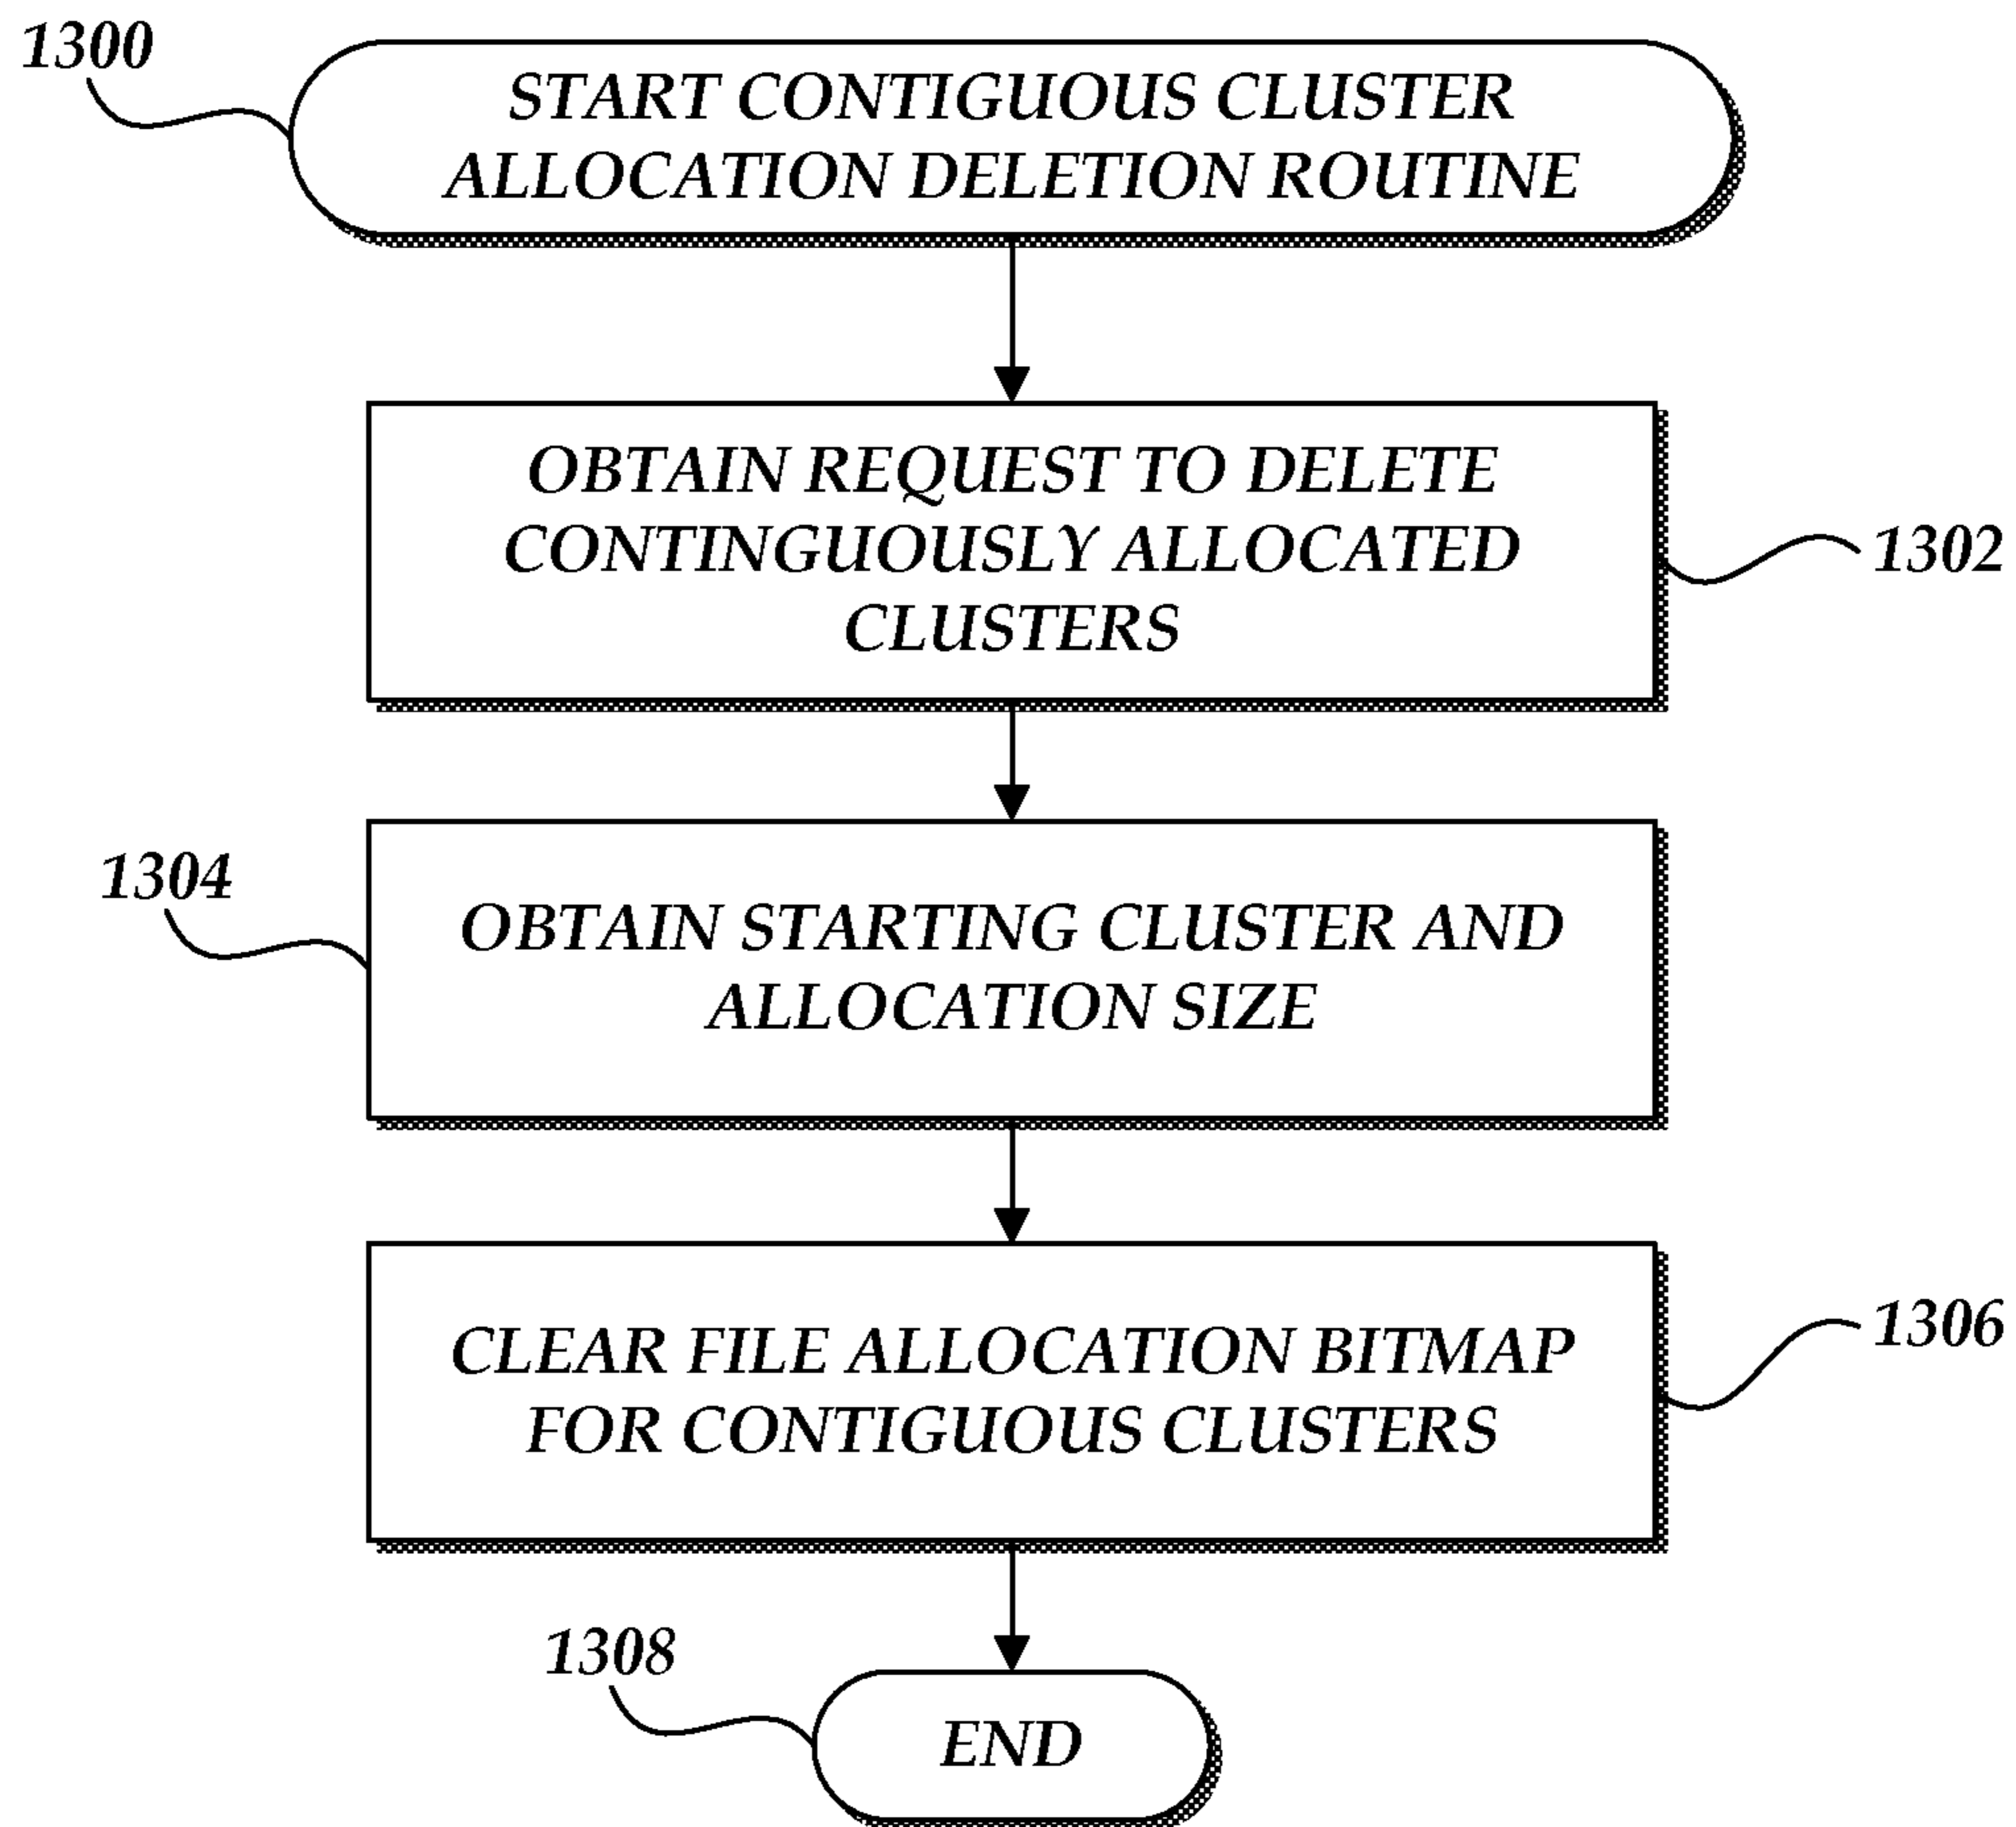 1300
START CONTIGUOUS CLUSTER
ALLOCATION DELETION ROUTINE
OBTAIN REQUEST TO DELETE
CONTINGUOUSLY ALLOCATED
CLUSTERS
1302
1304
OBTAIN STARTING CLUSTER AND
ALLOCATION SIZE
CLEAR FILE ALLOCATION BITMAP
FOR CONTIGUOUS CLUSTERS
1306
1308
END